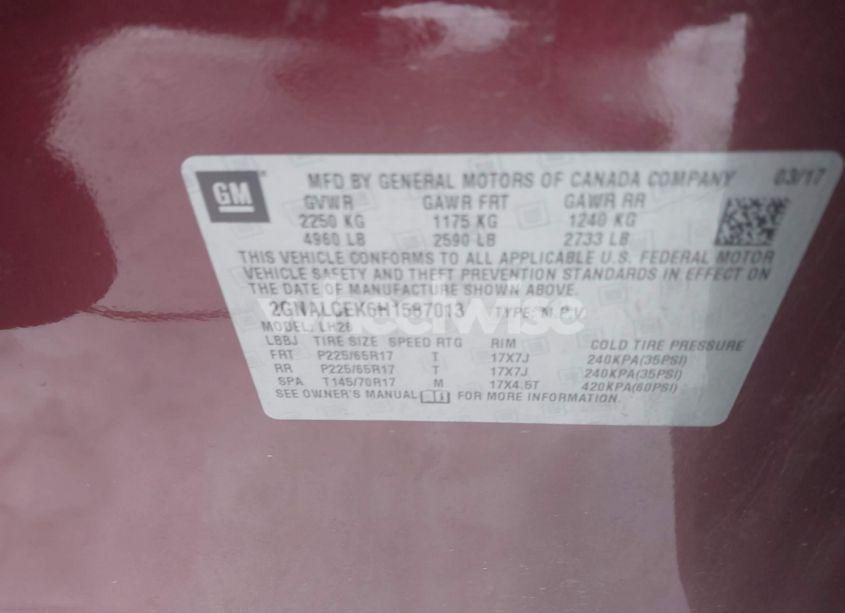 GM
MFD BY GENERAL MOTORS OF CANADA COMPANY 03/17
GVWR GAWR FRT GAWR RR
2250 KG 1175 KG 1240 KG
4960 LB 2590 LB 2733 LB
THIS VEHICLE CONFORMS TO ALL APPLICABLE U.S. FEDERAL MOTOR
VEHICLE SAFETY AND THEFT PREVENTION STANDARDS IN EFFECT ON
THE DATE OF MANUFACTURE SHOWN ABOVE.
2GNALCEK6H1587013 TYPE: M.P.V.
MODEL: LH26
LBBJ TIRE SIZE SPEED RTG RIM COLD TIRE PRESSURE
FRT P225/65R17 T 17X7J 240KPA(35PSI)
RR P225/65R17 T 17X7J 240KPA(35PSI)
SPA T145/70R17 M 17X4.5T 420KPA(60PSI)
SEE OWNER'S MANUAL FOR MORE INFORMATION.